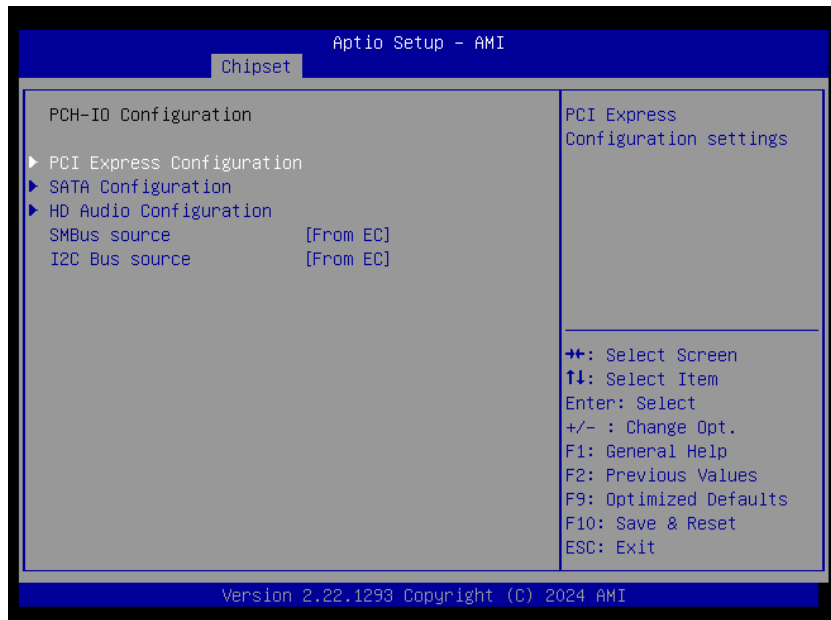 Aptio Setup – AMI
Chipset
PCH-IO Configuration
PCI Express Configuration
SATA Configuration
HD Audio Configuration
SMBus source [From EC]
I2C Bus source [From EC]
PCI Express
Configuration settings
→←: Select Screen
↑↓: Select Item
Enter: Select
+/- : Change Opt.
F1: General Help
F2: Previous Values
F9: Optimized Defaults
F10: Save & Reset
ESC: Exit
Version 2.22.1293 Copyright (C) 2024 AMI